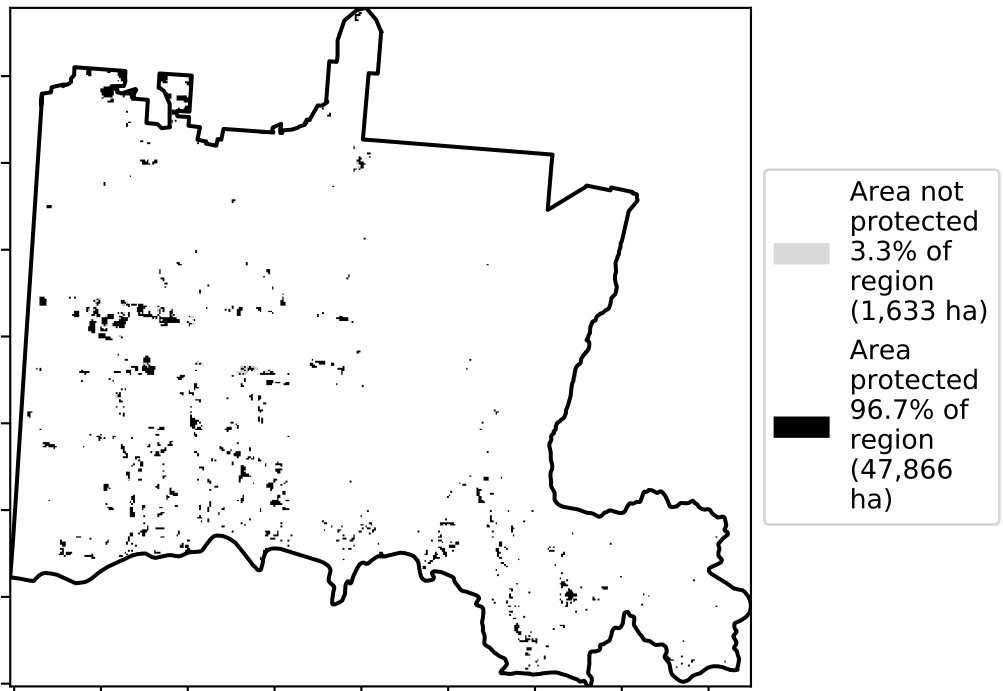 Area not
protected
3.3% of
region
(1,633 ha)
Area
protected
96.7% of
region
(47,866
ha)